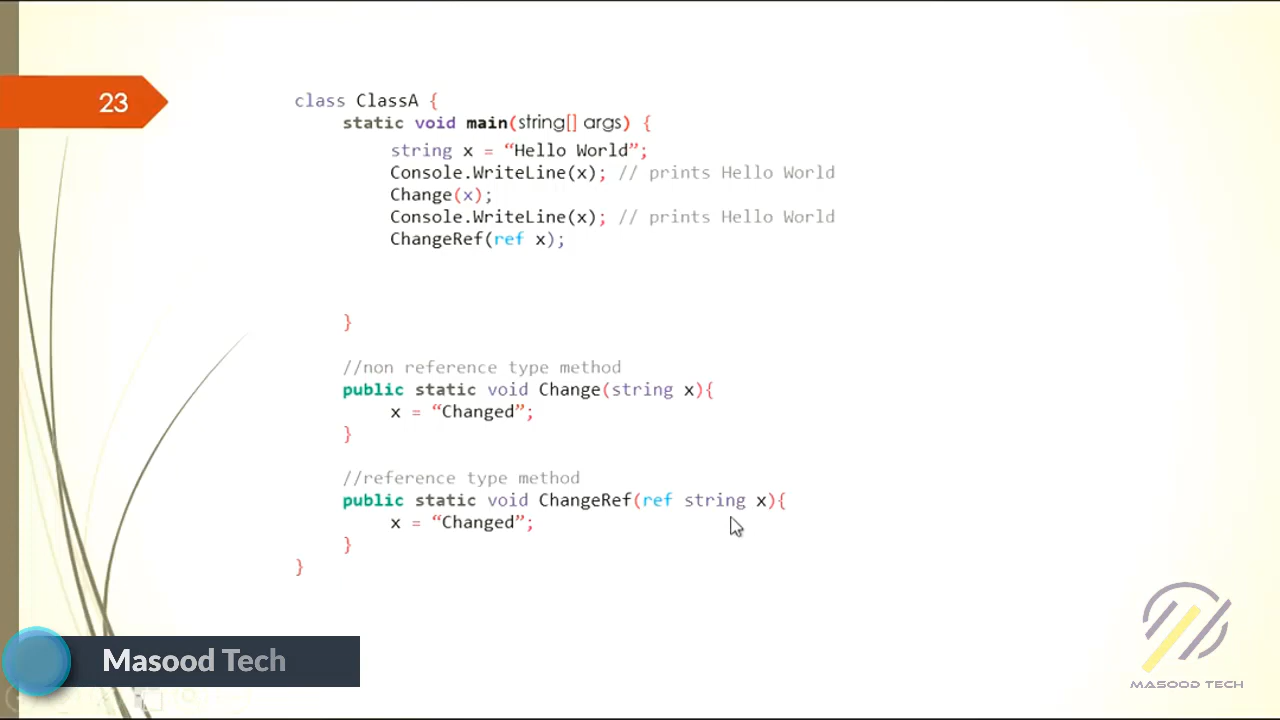 23
class ClassA {
static void main(string[] args) {
string x = “Hello World”;
Console.WriteLine(x); // prints Hello World
Change(x);
Console.WriteLine(x); // prints Hello World
ChangeRef(ref x);
}
//non reference type method
public static void Change(string x){
x = “Changed”;
}
//reference type method
public static void ChangeRef(ref string x){
x = “Changed”;
}
}
Masood Tech
MASOOD TECH